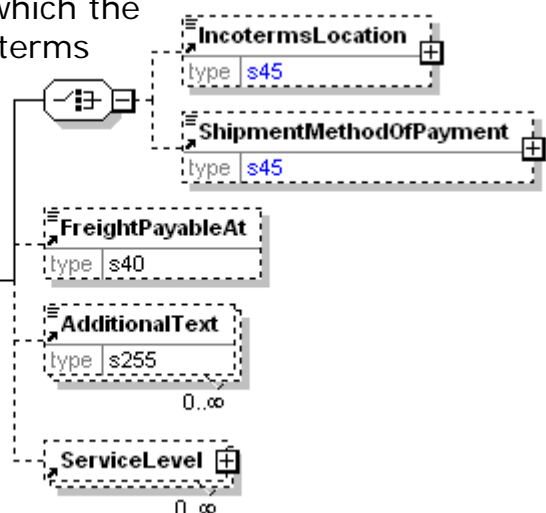 which the
terms
IncotermsLocation
type s45
ShipmentMethodOfPayment
type s45
FreightPayableAt
type s40
AdditionalText
type s255
0..∞
ServiceLevel
0..∞